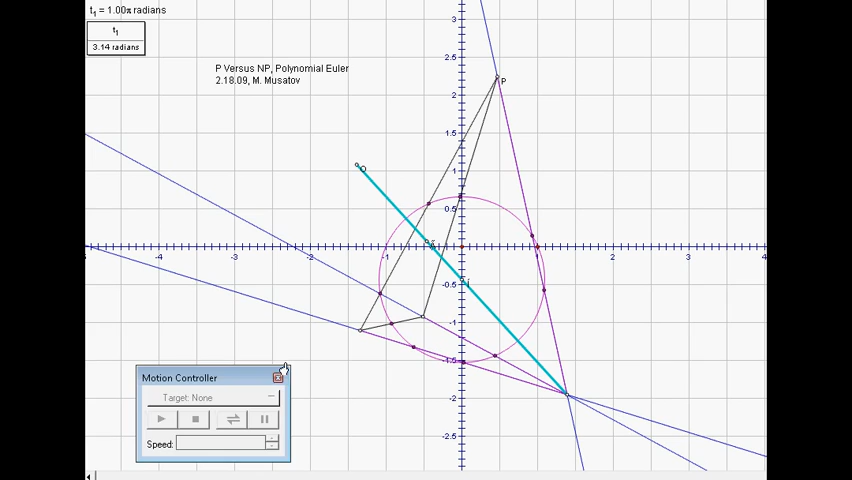 t₁ = 1.00π radians
t₁
3.14 radians
P Versus NP, Polynomial Euler
2.18.09, M. Musatov
3
2.5
2
1.5
1
0.5
-4
-3
-2
-1
1
2
3
4
-0.5
-1
-1.5
-2
-2.5
P
O
Motion Controller
Target: None
Speed: